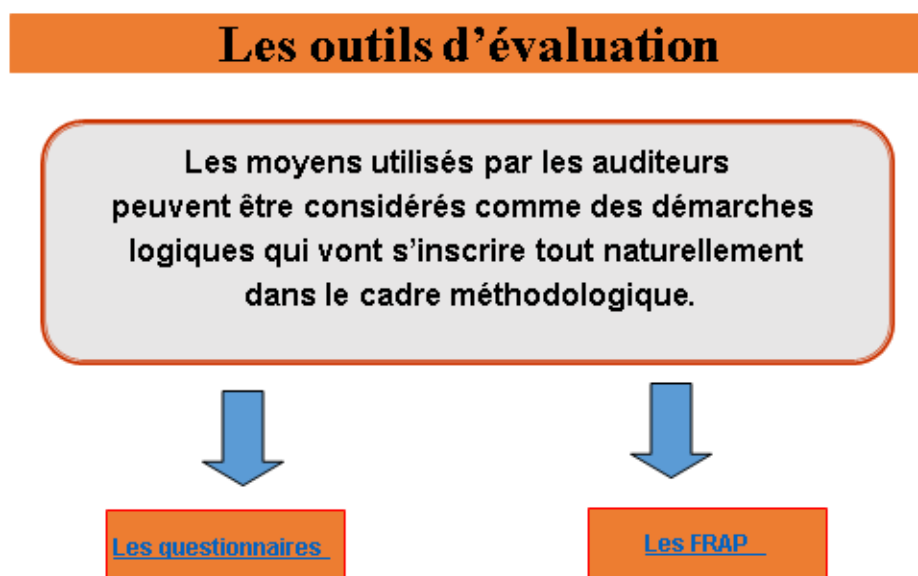 Les outils d’évaluation
Les moyens utilisés par les auditeurs
peuvent être considérés comme des démarches
logiques qui vont s’inscrire tout naturellement
dans le cadre méthodologique.
Les questionnaires
Les FRAP